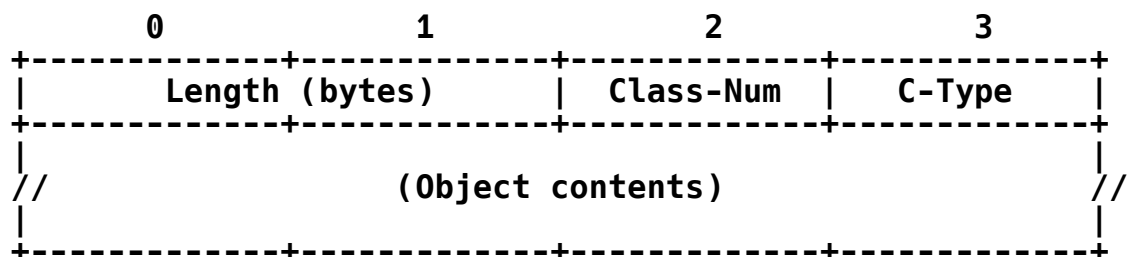 0             1              2             3
+-------------+-------------+-------------+-------------+
|       Length (bytes)      |  Class-Num  |   C-Type    |
+-------------+-------------+-------------+-------------+
|                                                       |
//                  (Object contents)                   //
|                                                       |
+-------------+-------------+-------------+-------------+